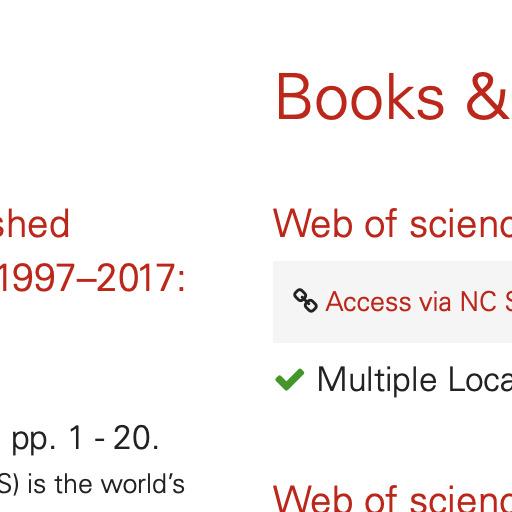 shed
1997–2017:
pp. 1 - 20.
S) is the world's
Books &
Web of scienc
Access via NC S
Multiple Loca
Web of scienc